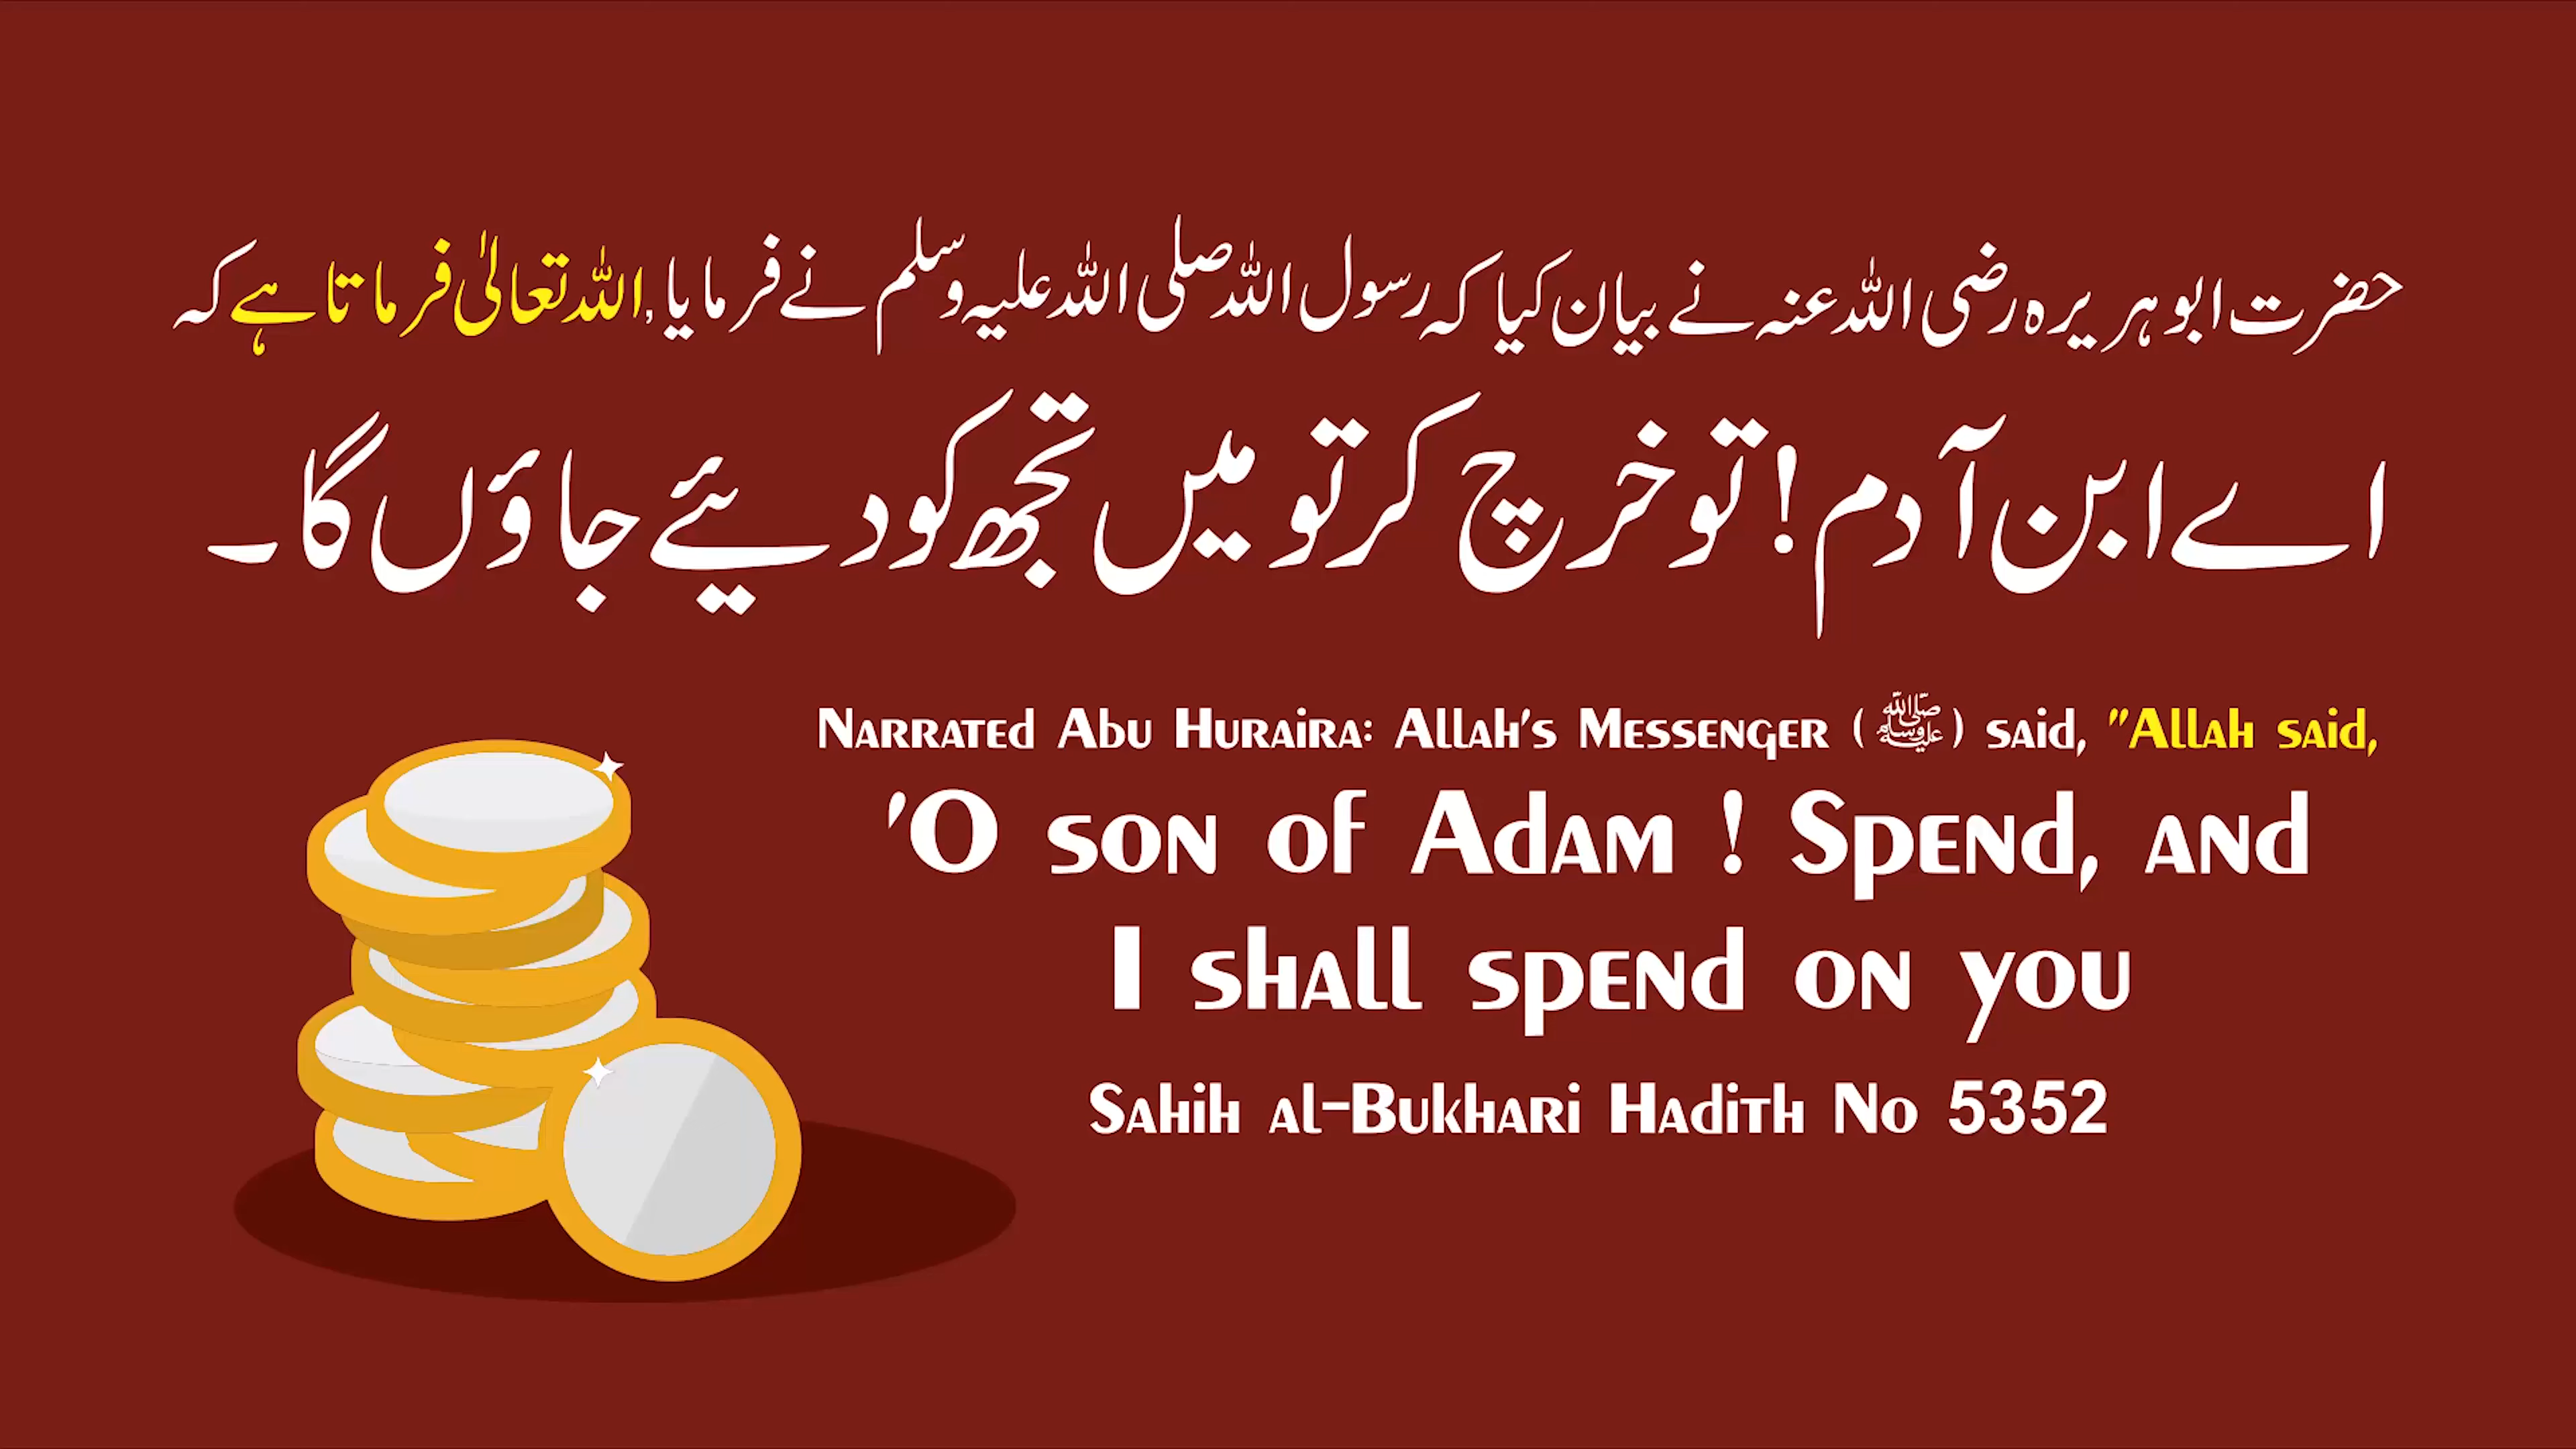 حضرت ابو ہریرہ رضی اللہ عنہ نے بیان کیا کہ رسول اللہ صلی اللہ علیہ وسلم نے فرمایا, اللہ تعالیٰ فرماتا ہے کہ
اے ابن آدم! تو خرچ کر تو میں تجھ کو دیئے جاؤں گا۔
Narrated Abu Huraira: Allah's Messenger (ﷺ) said, "Allah said,
'O son of Adam ! Spend, and
I shall spend on you
Sahih al-Bukhari Hadith No 5352